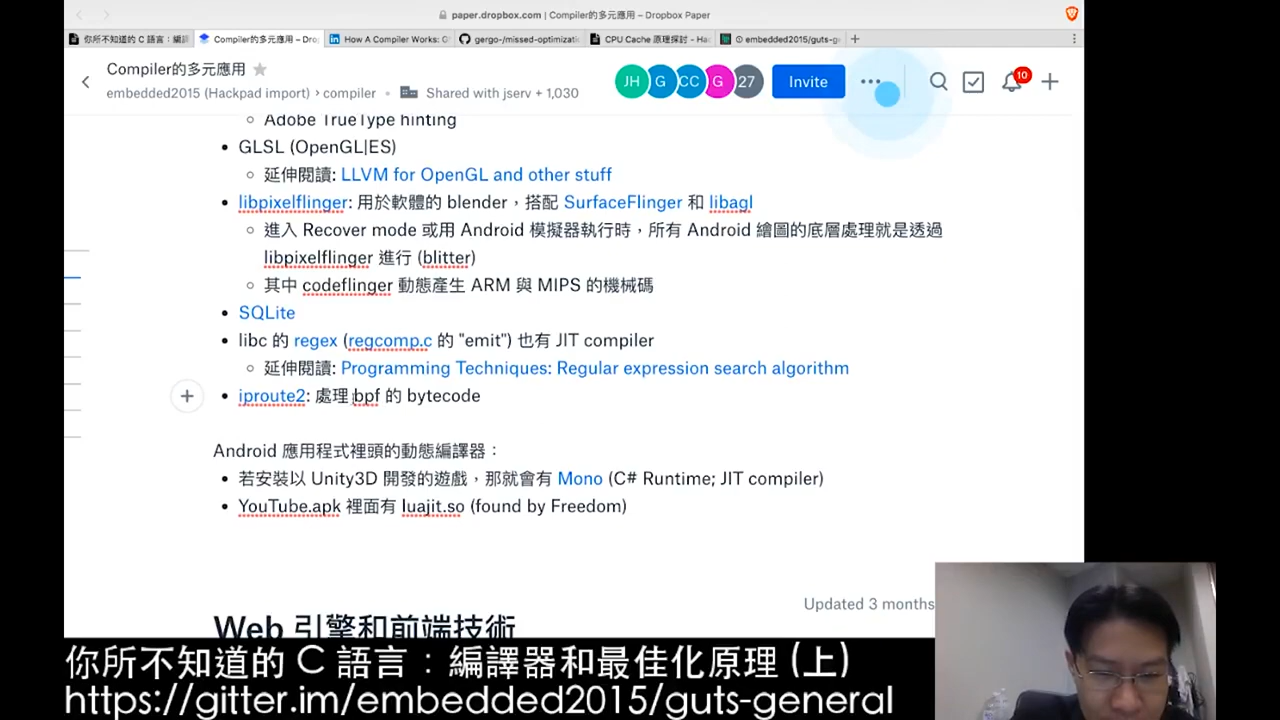 paper.dropbox.com | Compiler的多元應用 – Dropbox Paper
你所不知道的 C 語言：編譯
Compiler的多元應用 – Dro
How A Compiler Works: G
gergo-/missed-optimizati
CPU Cache 原理探討 - Hac
embedded2015/guts-ge
Compiler的多元應用
embedded2015 (Hackpad import) › compiler
Shared with jserv + 1,030
JH G CC G 27
Invite
10
Adobe TrueType hinting
GLSL (OpenGL|ES)
延伸閱讀: LLVM for OpenGL and other stuff
libpixelflinger: 用於軟體的 blender，搭配 SurfaceFlinger 和 libagl
進入 Recover mode 或用 Android 模擬器執行時，所有 Android 繪圖的底層處理就是透過
libpixelflinger 進行 (blitter)
其中 codeflinger 動態產生 ARM 與 MIPS 的機械碼
SQLite
libc 的 regex (regcomp.c 的 "emit") 也有 JIT compiler
延伸閱讀: Programming Techniques: Regular expression search algorithm
iproute2: 處理 bpf 的 bytecode
Android 應用程式裡頭的動態編譯器：
若安裝以 Unity3D 開發的遊戲，那就會有 Mono (C# Runtime; JIT compiler)
YouTube.apk 裡面有 luajit.so (found by Freedom)
Updated 3 months
Web 引擎和前端技術
你所不知道的 C 語言：編譯器和最佳化原理 (上)
https://gitter.im/embedded2015/guts-general